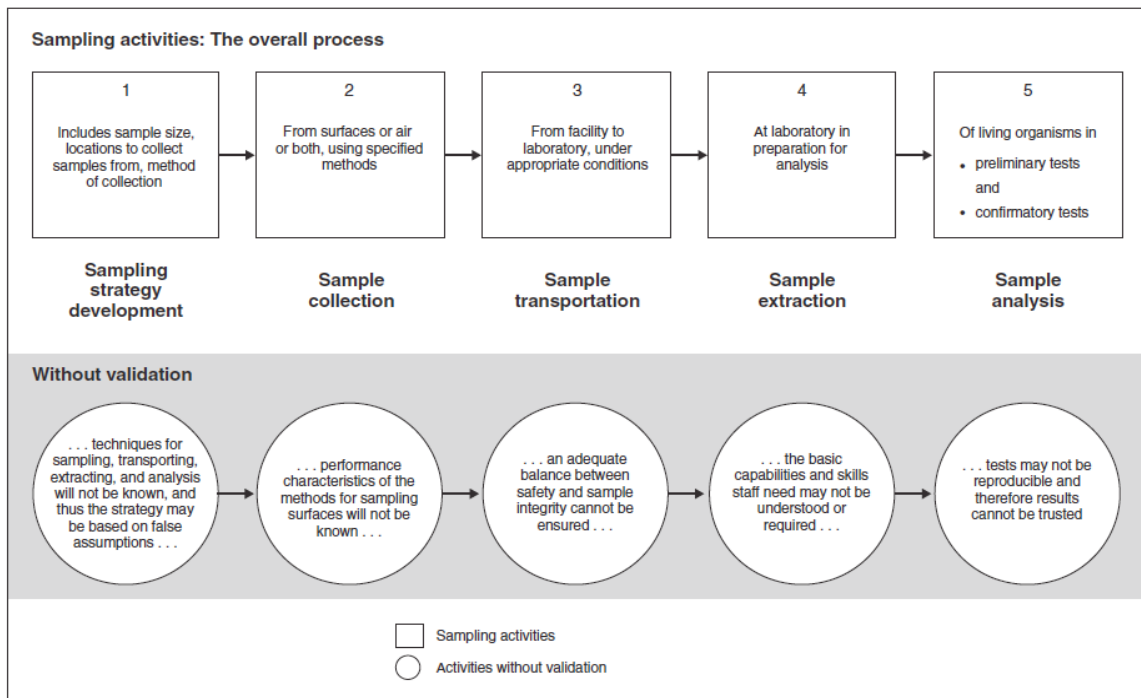 Sampling activities: The overall process
1
Includes sample size,
locations to collect
samples from, method
of collection
2
From surfaces or air
or both, using specified
methods
3
From facility to
laboratory, under
appropriate conditions
4
At laboratory in
preparation for
analysis
5
Of living organisms in
• preliminary tests
and
• confirmatory tests
Sampling
strategy
development
Sample
collection
Sample
transportation
Sample
extraction
Sample
analysis
Without validation
. . . techniques for
sampling, transporting,
extracting, and analysis
will not be known, and
thus the strategy may
be based on false
assumptions . . .
. . . performance
characteristics of the
methods for sampling
surfaces will not be
known . . .
. . . an adequate
balance between
safety and sample
integrity cannot be
ensured . . .
. . . the basic
capabilities and skills
staff need may not be
understood or
required . . .
. . . tests may not be
reproducible and
therefore results
cannot be trusted
Sampling activities
Activities without validation